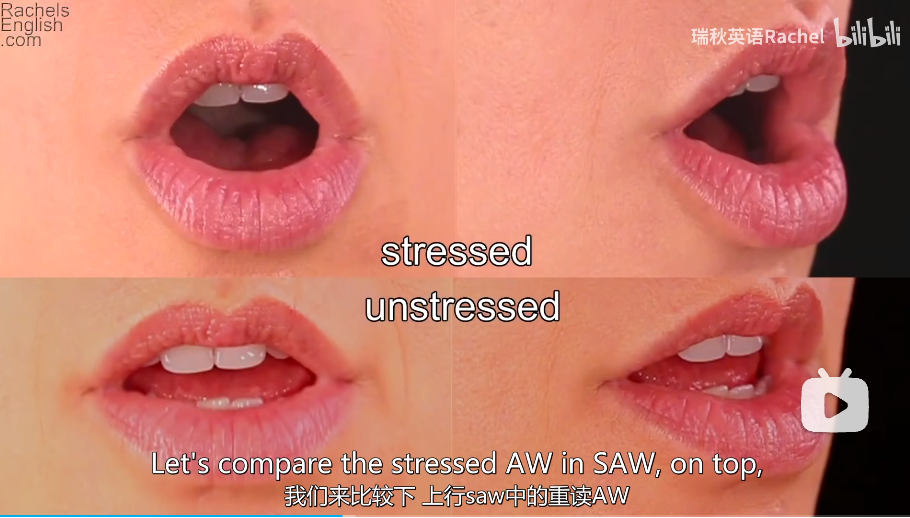 Rachels
English
.com
瑞秋英语Rachel bilibili
stressed
unstressed
Let's compare the stressed AW in SAW, on top,
我们来比较下 上行saw中的重读AW